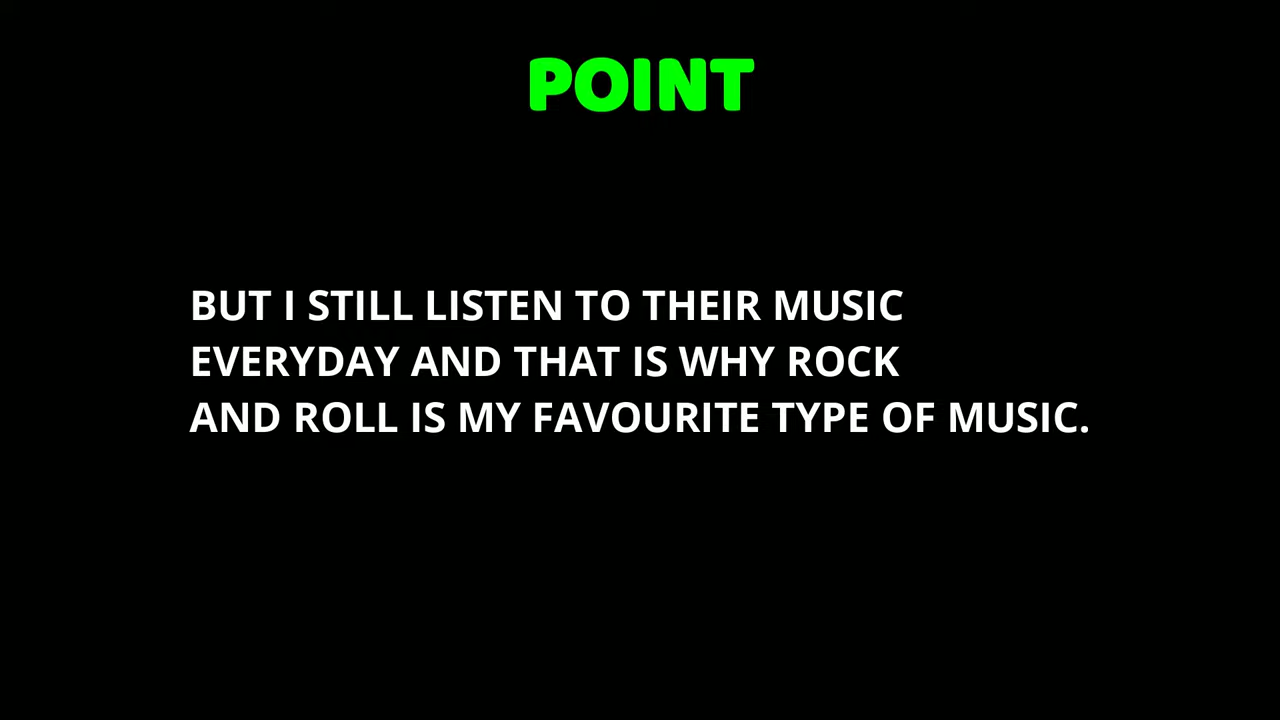 POINT
BUT I STILL LISTEN TO THEIR MUSIC
EVERYDAY AND THAT IS WHY ROCK
AND ROLL IS MY FAVOURITE TYPE OF MUSIC.